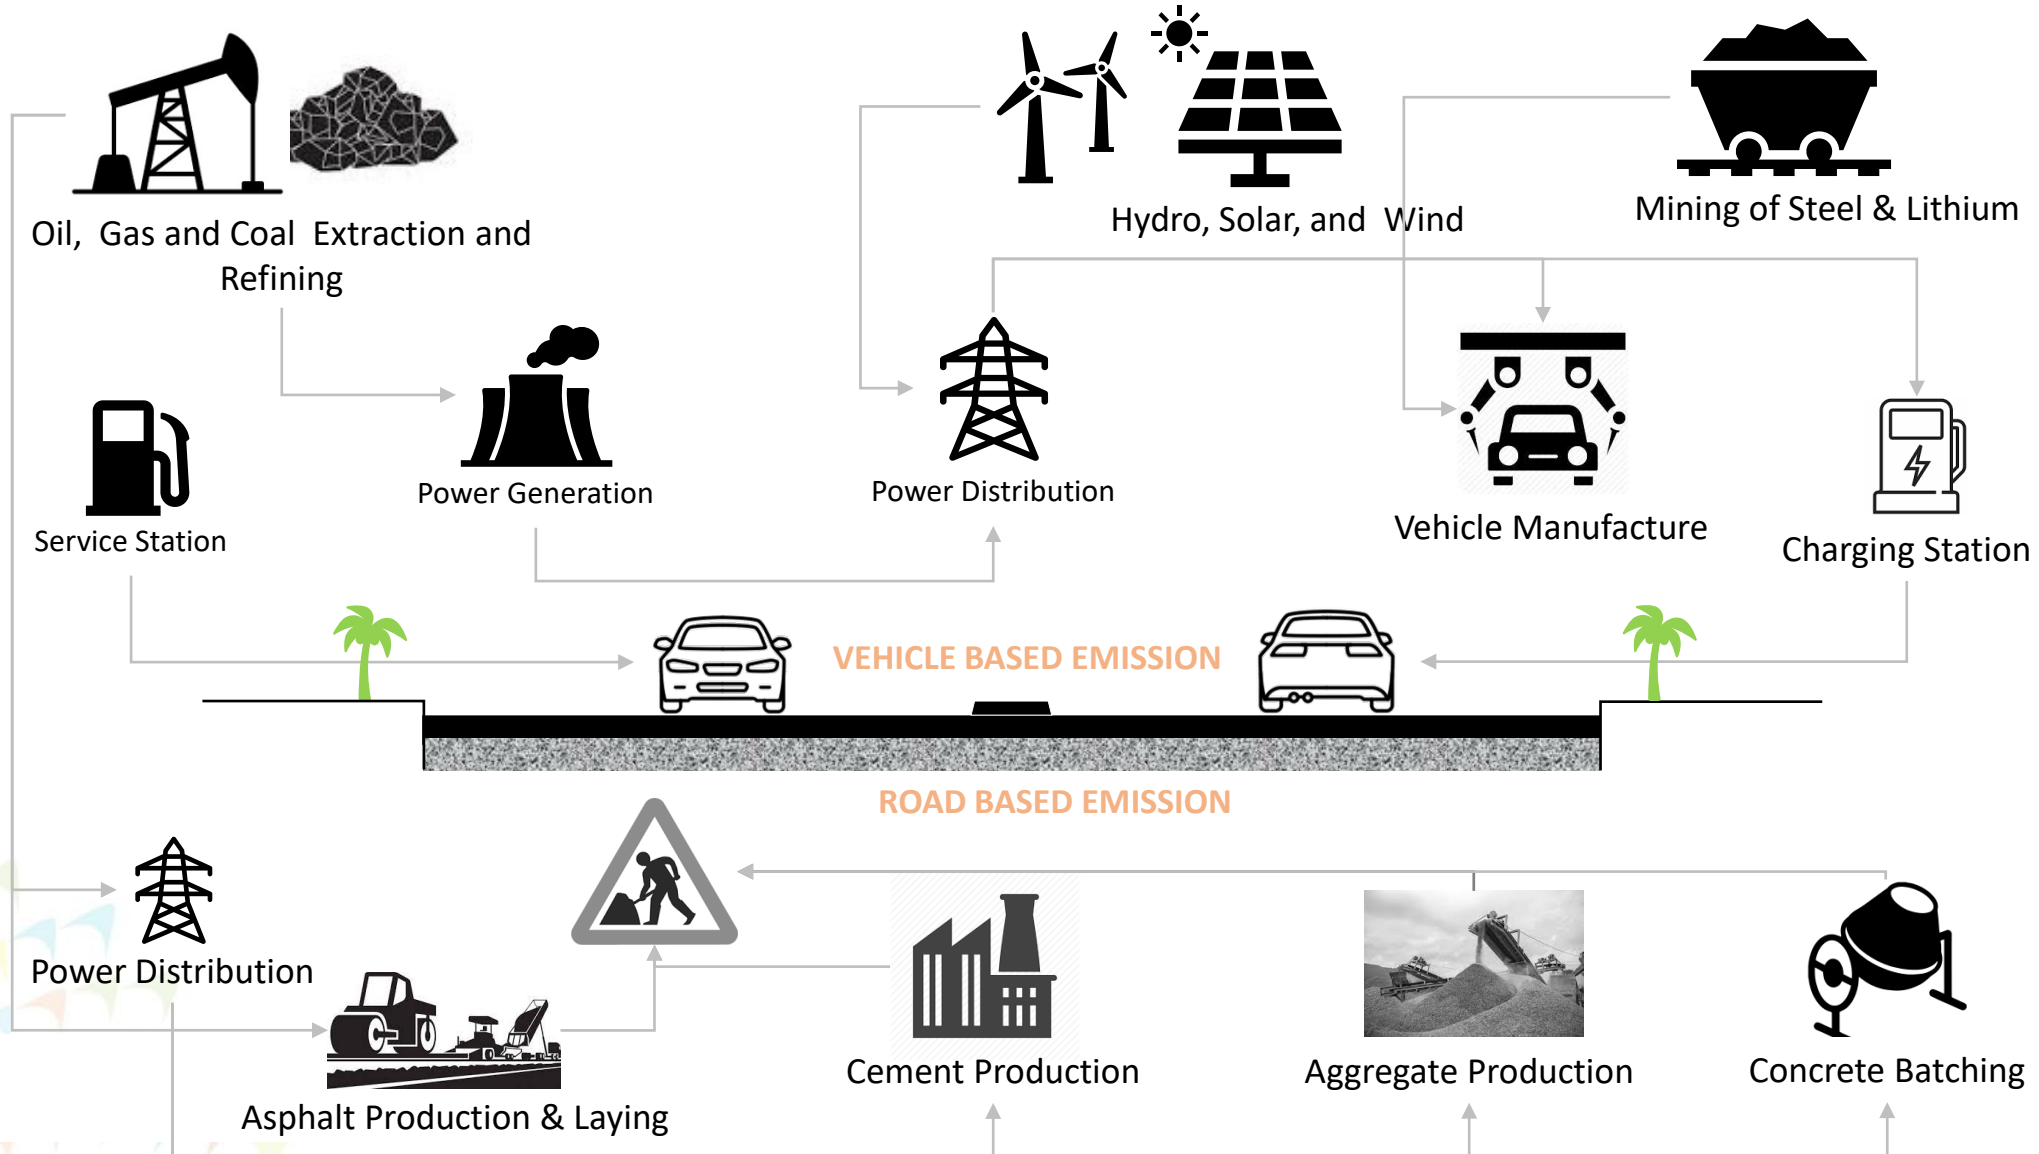 Oil, Gas and Coal Extraction and
Refining
Hydro, Solar, and Wind
Mining of Steel & Lithium
Service Station
Power Generation
Power Distribution
Vehicle Manufacture
Charging Station
VEHICLE BASED EMISSION
ROAD BASED EMISSION
Power Distribution
Asphalt Production & Laying
Cement Production
Aggregate Production
Concrete Batching